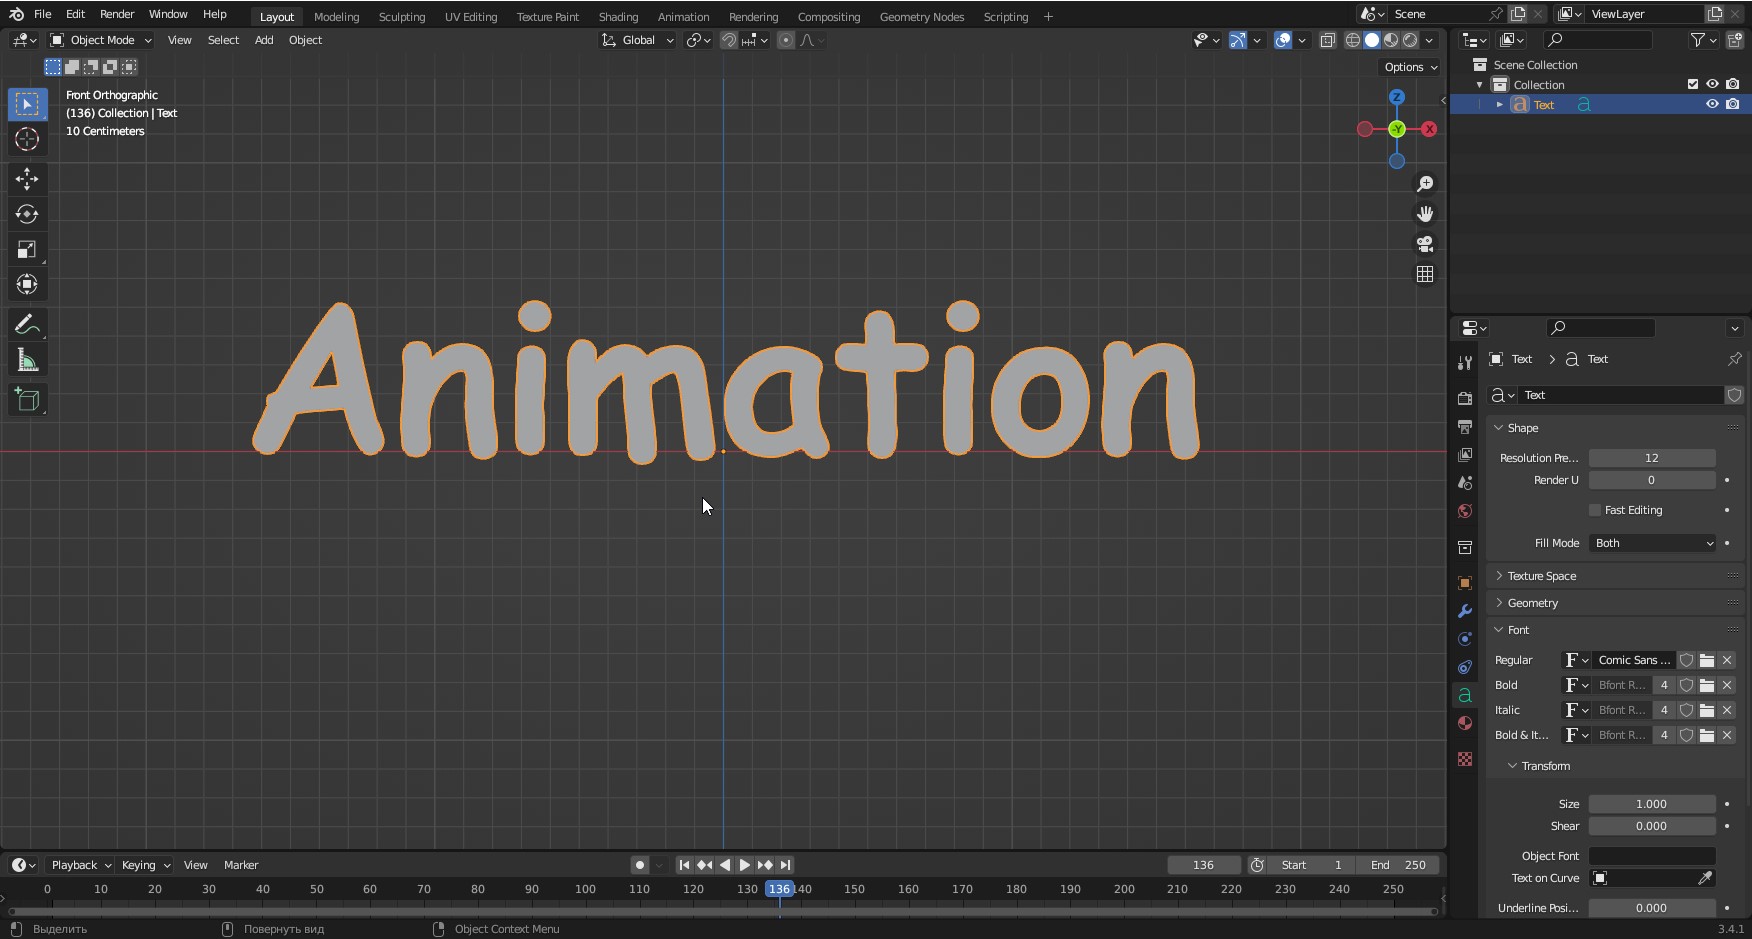 File Edit Render Window Help Layout Modeling Sculpting UV Editing Texture Paint Shading Animation Rendering Compositing Geometry Nodes Scripting + Scene ViewLayer
Object Mode View Select Add Object Global
Options
Front Orthographic
(136) Collection | Text
10 Centimeters
Z
-Y X
Animation
Scene Collection
Collection
Text
Text > Text
Text
Shape
Resolution Pre... 12
Render U 0
Fast Editing
Fill Mode Both
Texture Space
Geometry
Font
Regular F Comic Sans ...
Bold F Bfont R... 4
Italic F Bfont R... 4
Bold & It... F Bfont R... 4
Transform
Size 1.000
Shear 0.000
Object Font
Text on Curve
Underline Posi... 0.000
Playback Keying View Marker 136 Start 1 End 250
0 10 20 30 40 50 60 70 80 90 100 110 120 130 136 140 150 160 170 180 190 200 210 220 230 240 250
Выделить Повернуть вид Object Context Menu 3.4.1